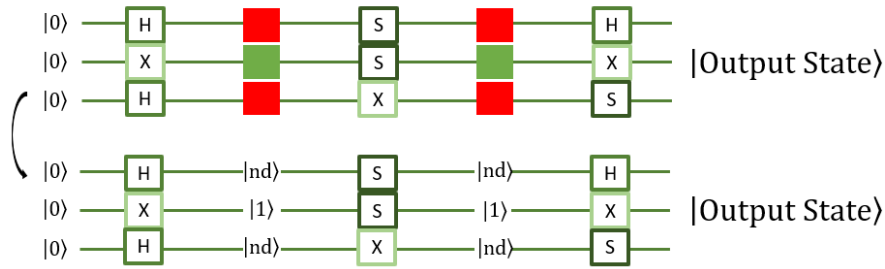 |0⟩ H S H
|0⟩ X S X |Output State⟩
|0⟩ H X S
|0⟩ H |nd⟩ S |nd⟩ H
|0⟩ X |1⟩ S |1⟩ X |Output State⟩
|0⟩ H |nd⟩ X |nd⟩ S